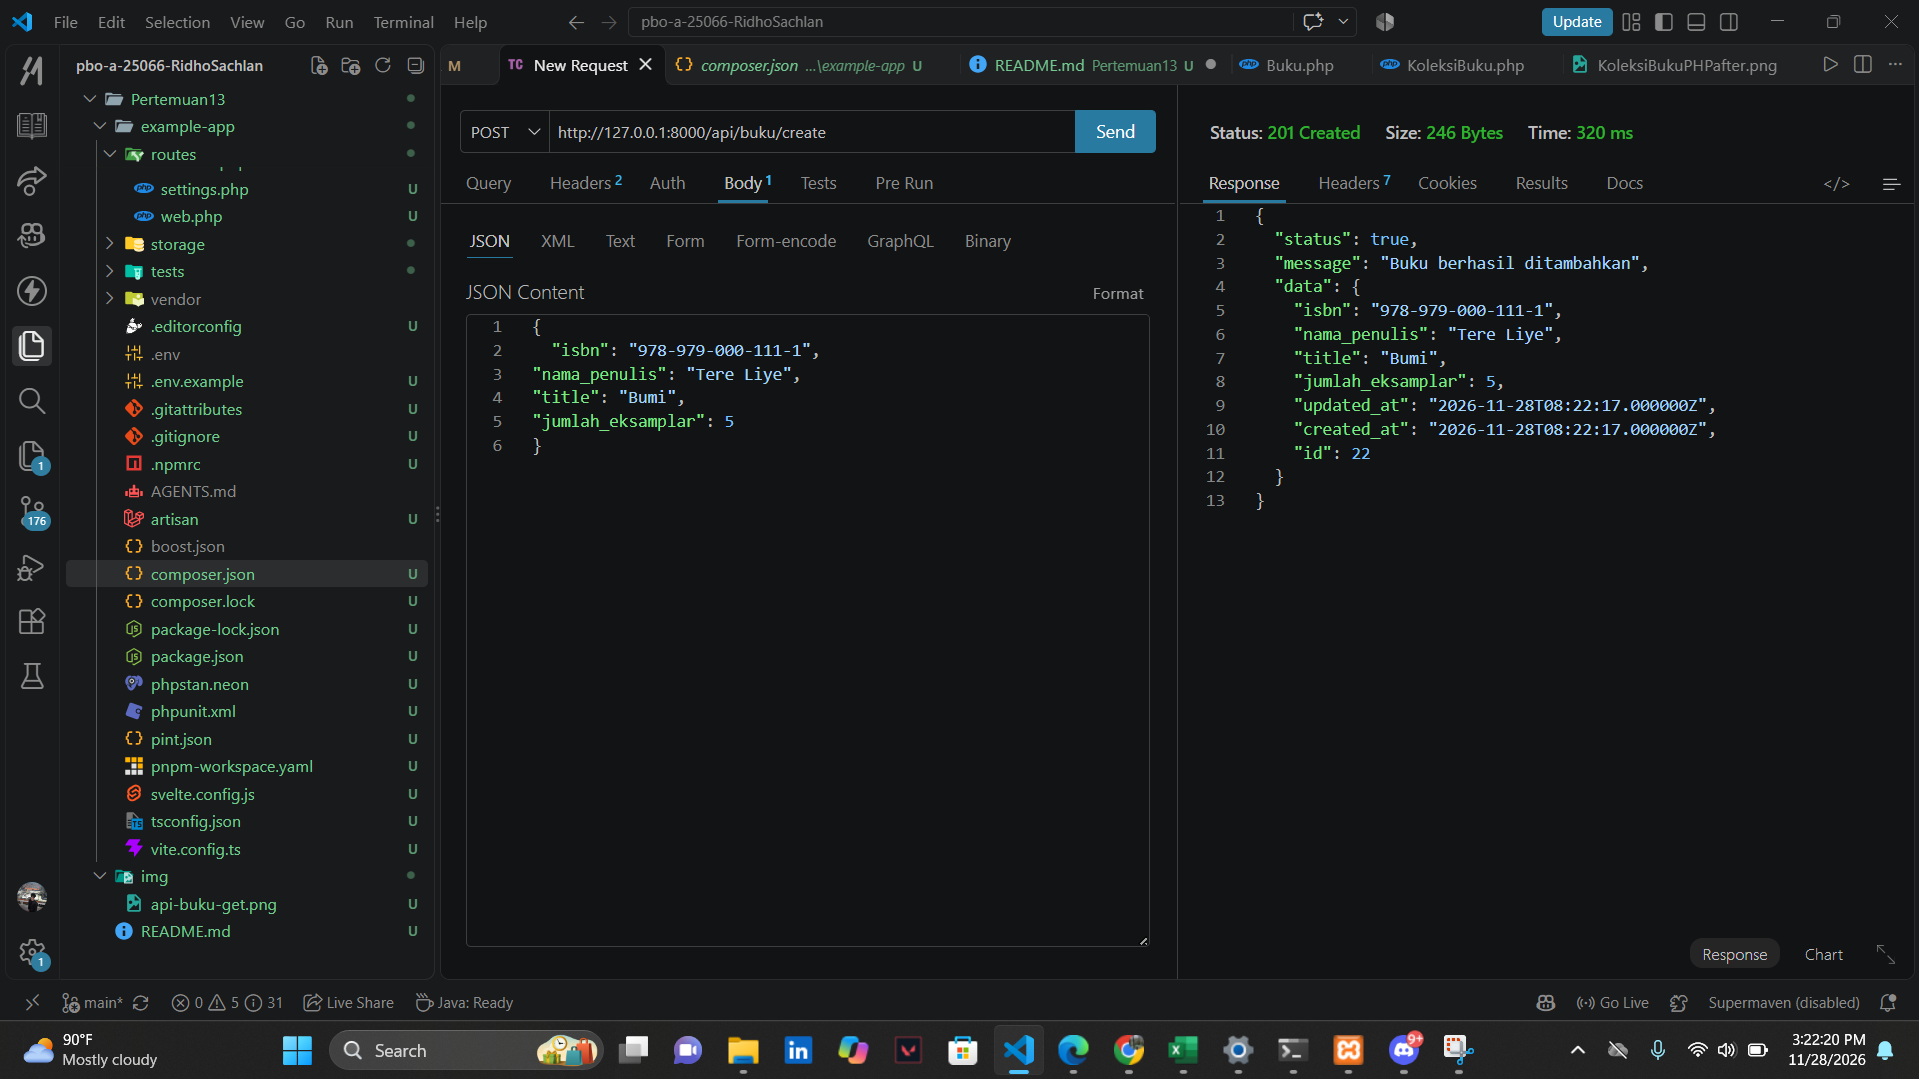 File Edit Selection View Go Run Terminal Help
pbo-a-25066-RidhoSachlan
Update
pbo-a-25066-RidhoSachlan
M
TC New Request
composer.json ...\example-app U
README.md Pertemuan13 U
Buku.php
KoleksiBuku.php
KoleksiBukuPHPafter.png
Pertemuan13
example-app
routes
settings.php U
web.php U
storage
tests
vendor
.editorconfig U
.env
.env.example U
.gitattributes U
.gitignore U
.npmrc U
AGENTS.md
artisan U
boost.json
composer.json U
composer.lock U
package-lock.json U
package.json U
phpstan.neon U
phpunit.xml U
pint.json U
pnpm-workspace.yaml U
svelte.config.js U
tsconfig.json U
vite.config.ts U
img
api-buku-get.png U
README.md U
1
176
1
POST http://127.0.0.1:8000/api/buku/create Send
Query Headers 2 Auth Body 1 Tests Pre Run
JSON XML Text Form Form-encode GraphQL Binary
JSON Content Format
1 {
2 "isbn": "978-979-000-111-1",
3 "nama_penulis": "Tere Liye",
4 "title": "Bumi",
5 "jumlah_eksamplar": 5
6 }
Status: 201 Created Size: 246 Bytes Time: 320 ms
Response Headers 7 Cookies Results Docs
1 {
2 "status": true,
3 "message": "Buku berhasil ditambahkan",
4 "data": {
5 "isbn": "978-979-000-111-1",
6 "nama_penulis": "Tere Liye",
7 "title": "Bumi",
8 "jumlah_eksamplar": 5,
9 "updated_at": "2026-11-28T08:22:17.000000Z",
10 "created_at": "2026-11-28T08:22:17.000000Z",
11 "id": 22
12 }
13 }
Response Chart
main* 0 5 31 Live Share Java: Ready
Go Live Supermaven (disabled)
90°F
Mostly cloudy
Search
9+
3:22:20 PM
11/28/2026